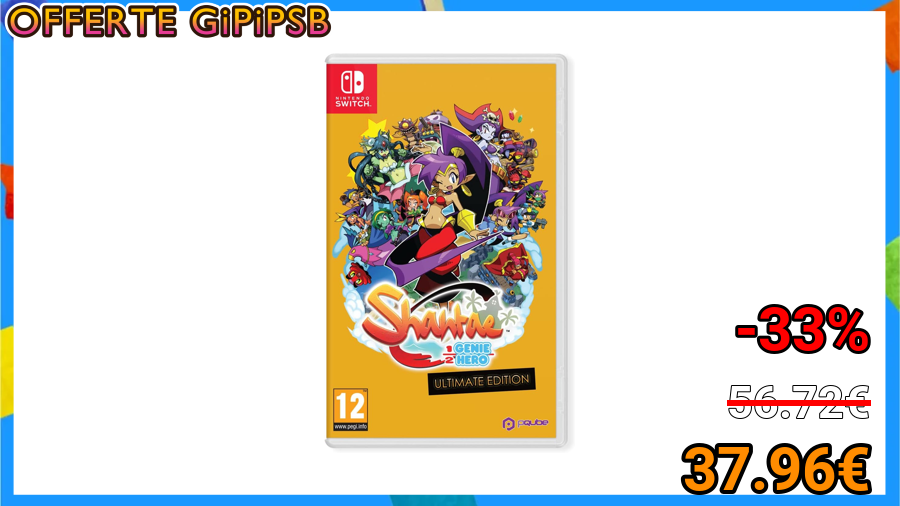 OFFERTE GiPiPSB
NINTENDO
SWITCH.
Shantae
1/2 GENIE
HERO
ULTIMATE EDITION
12
www.pegi.info
PQube
-33%
56.72€
37.96€